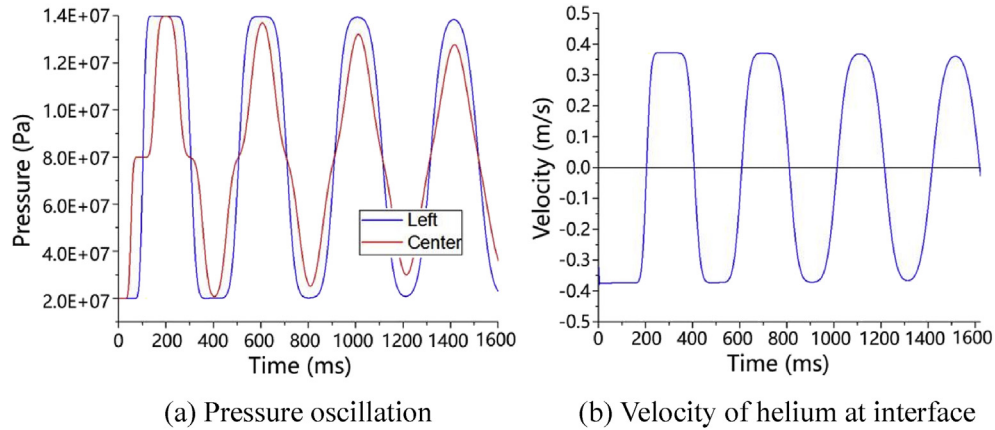 1.4E+07
1.2E+07
1.0E+07
8.0E+07
6.0E+07
4.0E+07
2.0E+07
Pressure (Pa)
Left
Center
0 200 400 600 800 1000 1200 1400 1600
Time (ms)
(a) Pressure oscillation
0.5
0.4
0.3
0.2
0.1
0.0
-0.1
-0.2
-0.3
-0.4
-0.5
Velocity (m/s)
0 200 400 600 800 1000 1200 1400 1600
Time (ms)
(b) Velocity of helium at interface